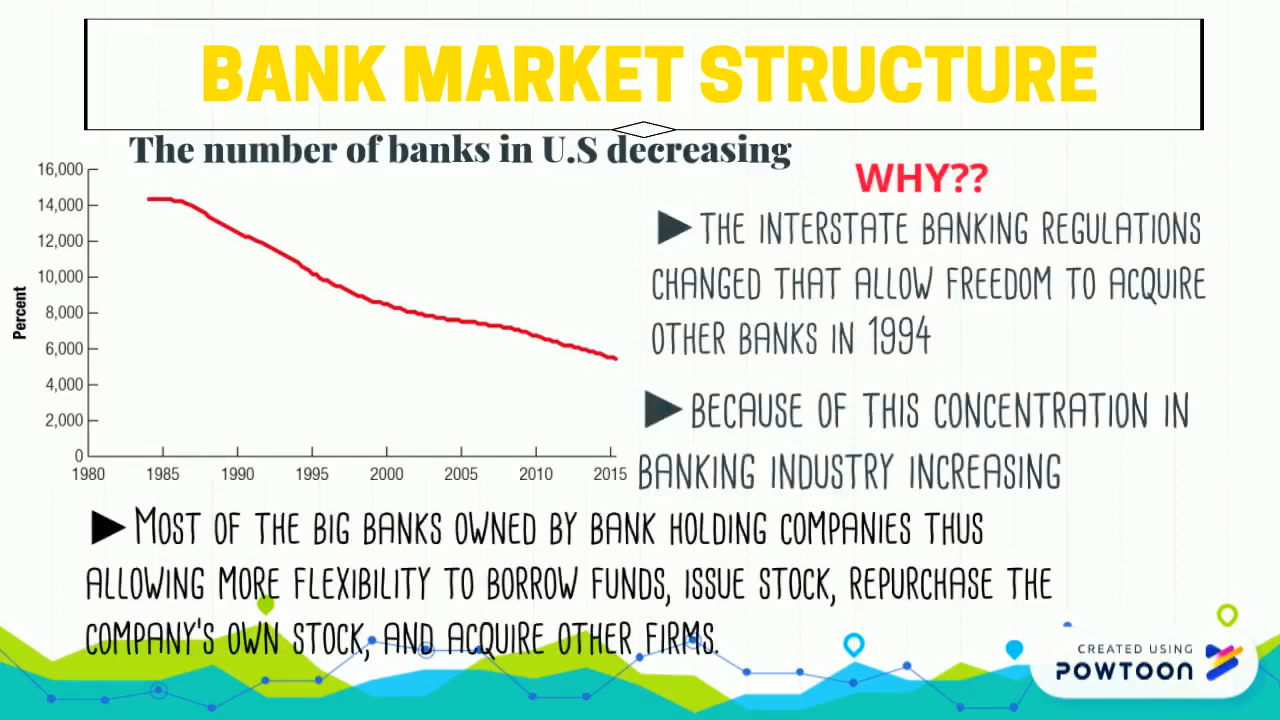 BANK MARKET STRUCTURE
The number of banks in U.S decreasing
16,000
14,000
12,000
10,000
8,000
6,000
4,000
2,000
0
Percent
1980 1985 1990 1995 2000 2005 2010 2015
WHY??
►THE INTERSTATE BANKING REGULATIONS
CHANGED THAT ALLOW FREEDOM TO ACQUIRE
OTHER BANKS IN 1994
►BECAUSE OF THIS CONCENTRATION IN
BANKING INDUSTRY INCREASING
►MOST OF THE BIG BANKS OWNED BY BANK HOLDING COMPANIES THUS
ALLOWING MORE FLEXIBILITY TO BORROW FUNDS, ISSUE STOCK, REPURCHASE THE
COMPANY'S OWN STOCK, AND ACQUIRE OTHER FIRMS.
CREATED USING
POWTOON